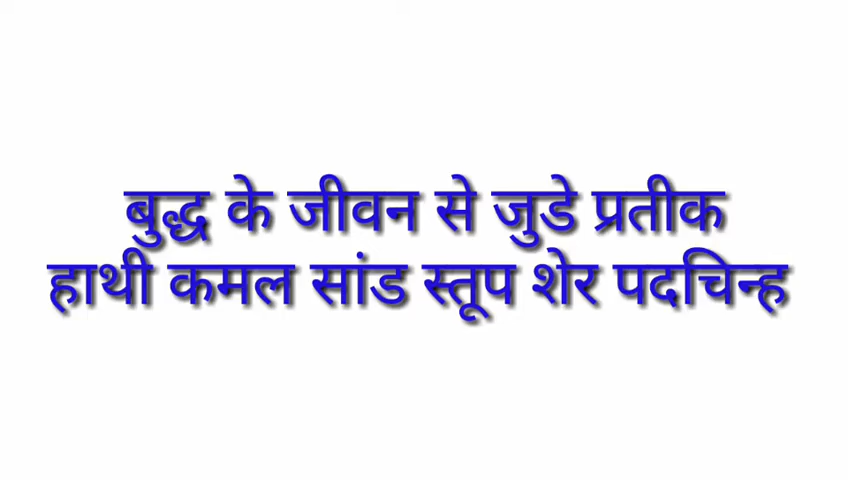 बुद्ध के जीवन से जुडे प्रतीक
हाथी कमल सांड स्तूप शेर पदचिन्ह